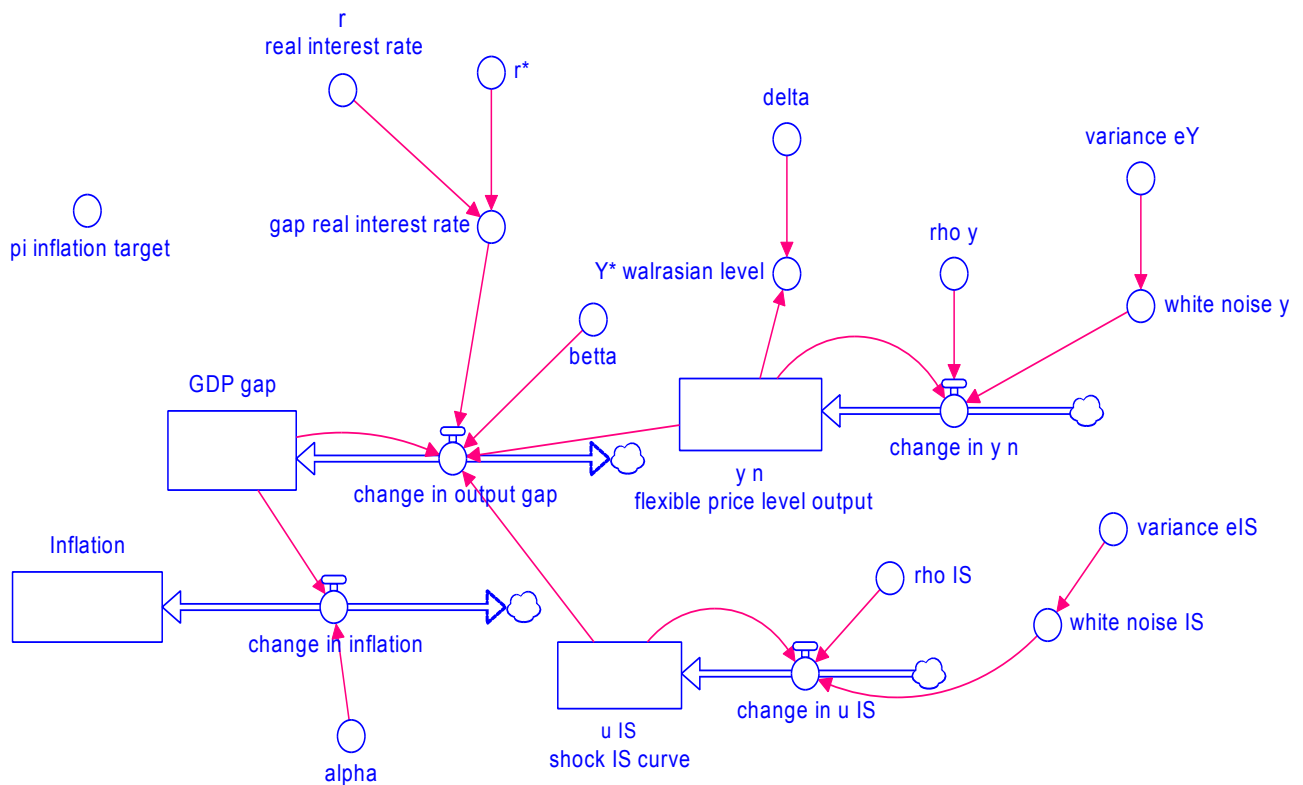 r
real interest rate
r*
delta
variance eY
pi inflation target
gap real interest rate
Y* walrasian level
rho y
white noise y
betta
GDP gap
change in output gap
y n
flexible price level output
change in y n
Inflation
change in inflation
alpha
rho IS
variance eIS
white noise IS
u IS
shock IS curve
change in u IS